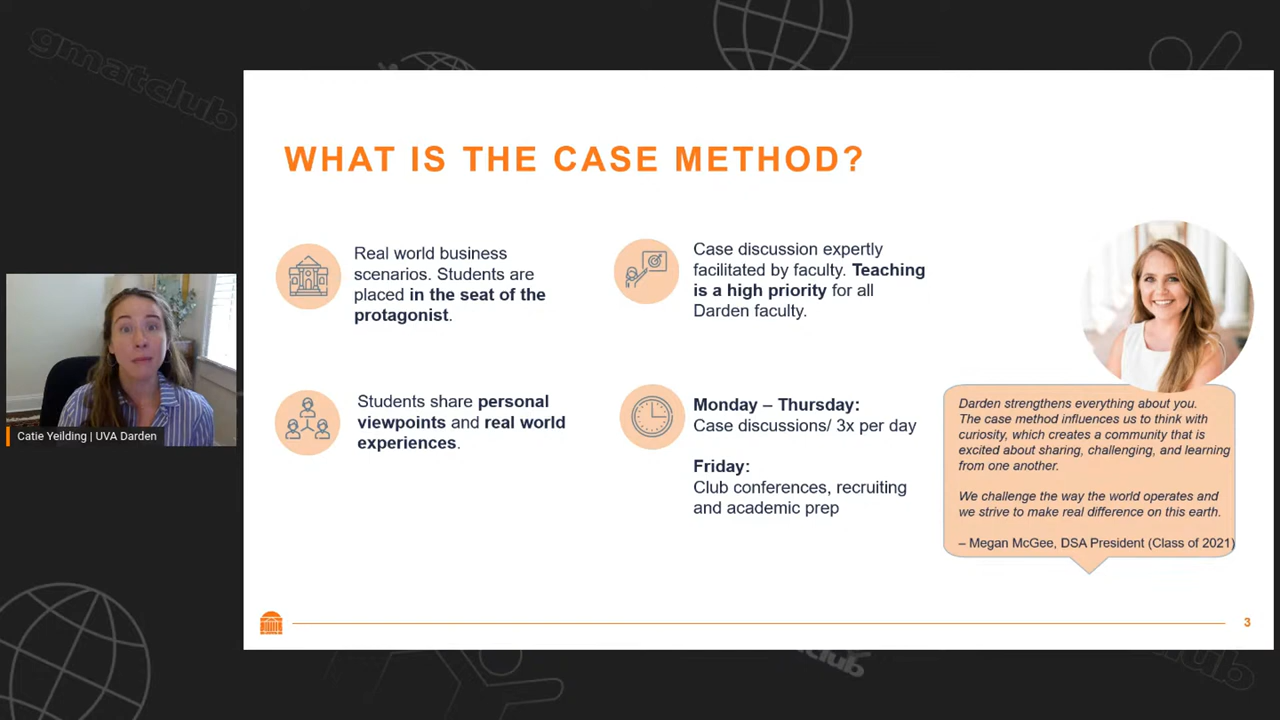 gmatclub
WHAT IS THE CASE METHOD?
Real world business
scenarios. Students are
placed in the seat of the
protagonist.
Case discussion expertly
facilitated by faculty. Teaching
is a high priority for all
Darden faculty.
Students share personal
viewpoints and real world
experiences.
Monday – Thursday:
Case discussions/ 3x per day
Friday:
Club conferences, recruiting
and academic prep
Darden strengthens everything about you.
The case method influences us to think with
curiosity, which creates a community that is
excited about sharing, challenging, and learning
from one another.
We challenge the way the world operates and
we strive to make real difference on this earth.
– Megan McGee, DSA President (Class of 2021)
Catie Yeilding | UVA Darden
3